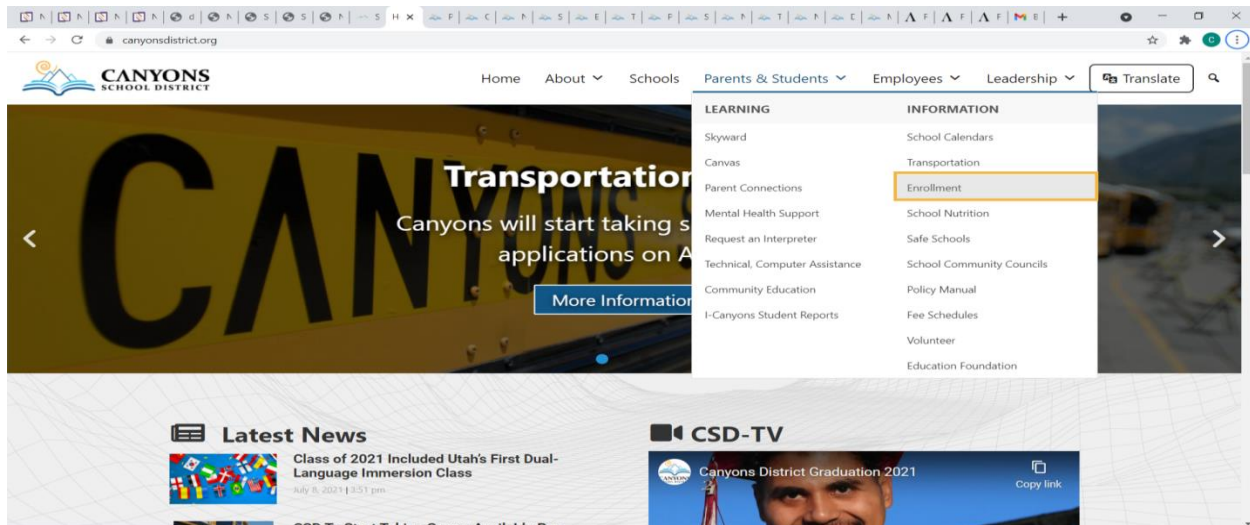 canyonsdistrict.org
CANYONS
SCHOOL DISTRICT
Home About Schools Parents & Students Employees Leadership Translate
LEARNING
Skyward
Canvas
Parent Connections
Mental Health Support
Request an Interpreter
Technical, Computer Assistance
Community Education
I-Canyons Student Reports
INFORMATION
School Calendars
Transportation
Enrollment
School Nutrition
Safe Schools
School Community Councils
Policy Manual
Fee Schedules
Volunteer
Education Foundation
CANYONS
Transportation
Canyons will start taking s
applications on A
More Information
Latest News
Class of 2021 Included Utah's First Dual-
Language Immersion Class
July 8, 2021 | 3:51 pm
CSD-TV
Canyons District Graduation 2021
Copy link